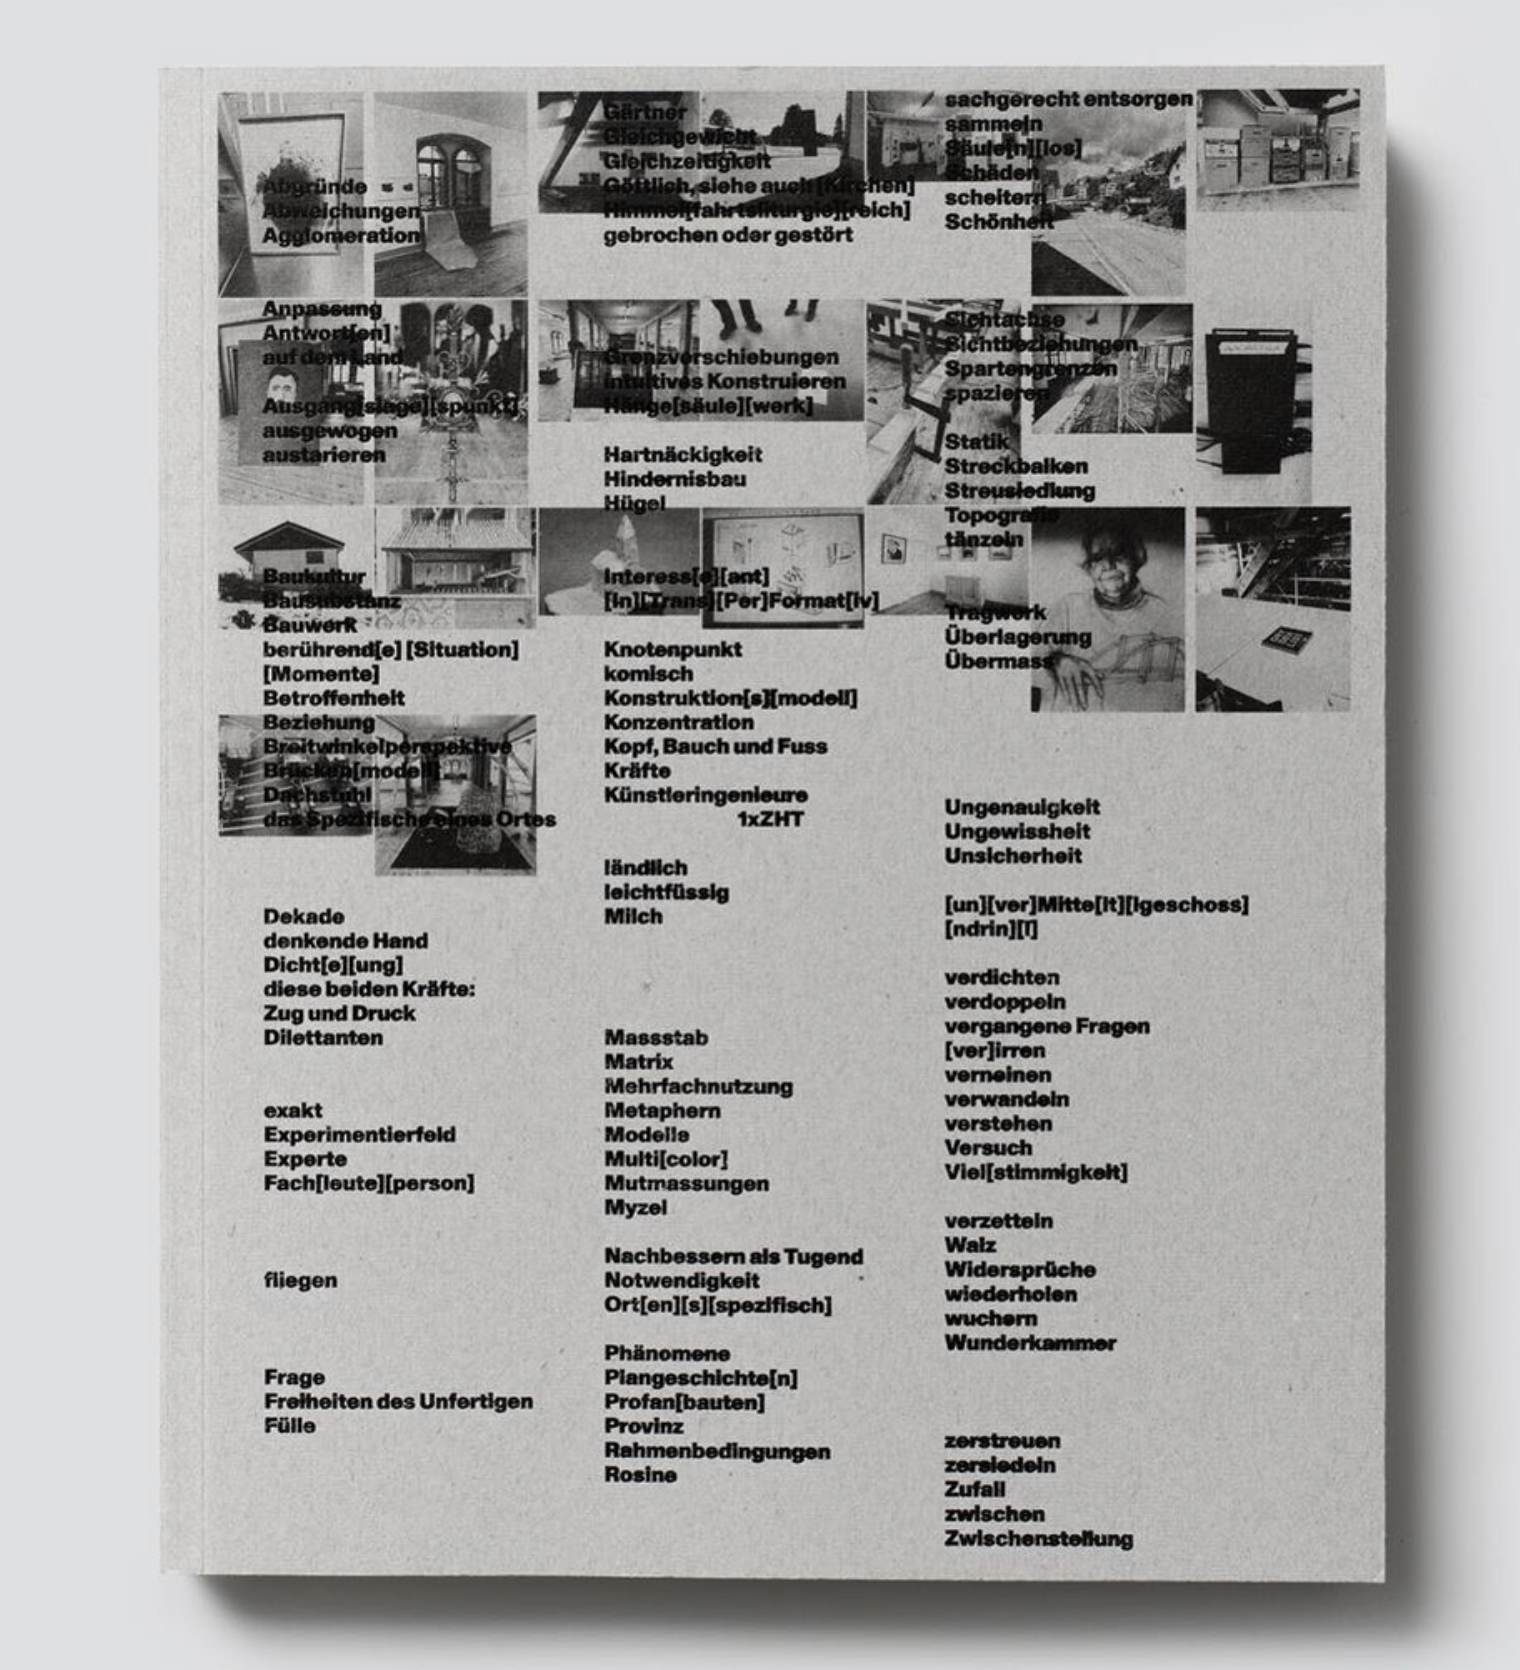 Abgründe
Abweichungen
Agglomeration
Anpassung
Antwort[en]
auf dem Land
Ausgang[slage][spunkt]
ausgewogen
austarieren
Baukultur
Bausubstanz
Bauwerk
berührend[e] [Situation]
[Momente]
Betroffenheit
Beziehung
Breitwinkelperspektive
Brücken[modell]
Dachstuhl
das Spezifische eines Ortes
Dekade
denkende Hand
Dicht[e][ung]
diese beiden Kräfte:
Zug und Druck
Dilettanten
exakt
Experimentierfeld
Experte
Fach[leute][person]
fliegen
Frage
Freiheiten des Unfertigen
Fülle
Gärtner
Gleichgewicht
Gleichzeitigkeit
Göttlich, siehe auch [Kirchen]
Himmel[fahrtsliturgie][reich]
gebrochen oder gestört
Grenzverschiebungen
intuitives Konstruieren
Hänge[säule][werk]
Hartnäckigkeit
Hindernisbau
Hügel
Interess[e][ant]
[In][Trans][Per]Format[iv]
Knotenpunkt
komisch
Konstruktion[s][modell]
Konzentration
Kopf, Bauch und Fuss
Kräfte
Künstleringenieure
1xZHT
ländlich
leichtfüssig
Milch
Massstab
Matrix
Mehrfachnutzung
Metaphern
Modelle
Multi[color]
Mutmassungen
Myzel
Nachbessern als Tugend
Notwendigkeit
Ort[en][s][spezifisch]
Phänomene
Plangeschichte[n]
Profan[bauten]
Provinz
Rahmenbedingungen
Rosine
sachgerecht entsorgen
sammeln
Säule[n][los]
Schäden
scheitern
Schönheit
Sichtachse
Sichtbeziehungen
Spartengrenzen
spazieren
Statik
Streckbalken
Streusiedlung
Topografie
tänzeln
Tragwerk
Überlagerung
Übermass
Ungenauigkeit
Ungewissheit
Unsicherheit
[un][ver]Mitte[lt][lgeschoss]
[ndrin][l]
verdichten
verdoppeln
vergangene Fragen
[ver]irren
verneinen
verwandeln
verstehen
Versuch
Viel[stimmigkeit]
verzetteln
Walz
Widersprüche
wiederholen
wuchern
Wunderkammer
zerstreuen
zersiedeln
Zufall
zwischen
Zwischenstellung